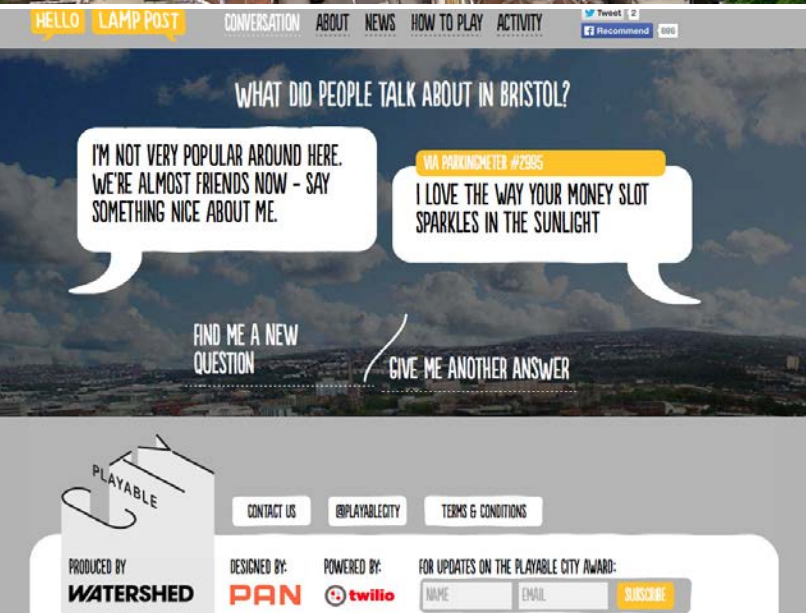 HELLO LAMP POST CONVERSATION ABOUT NEWS HOW TO PLAY ACTIVITY
Tweet 2
Recommend 696
WHAT DID PEOPLE TALK ABOUT IN BRISTOL?
I'M NOT VERY POPULAR AROUND HERE.
WE'RE ALMOST FRIENDS NOW - SAY
SOMETHING NICE ABOUT ME.
VIA PARKINGMETER #2985
I LOVE THE WAY YOUR MONEY SLOT
SPARKLES IN THE SUNLIGHT
FIND ME A NEW
QUESTION
GIVE ME ANOTHER ANSWER
PLAYABLE
CITY
CONTACT US @PLAYABLECITY TERMS & CONDITIONS
PRODUCED BY
WATERSHED
DESIGNED BY:
PAN
POWERED BY:
twilio
FOR UPDATES ON THE PLAYABLE CITY AWARD:
NAME EMAIL SUBSCRIBE